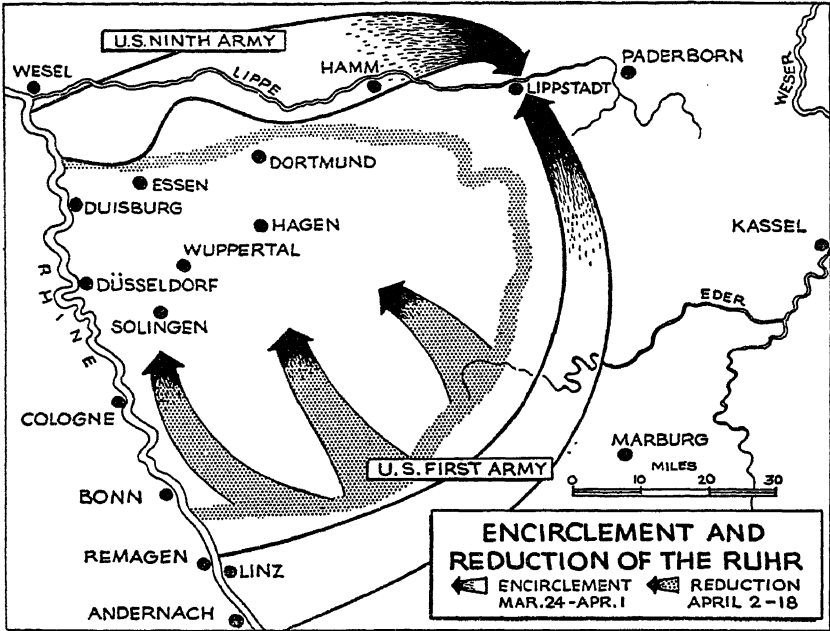 U.S. NINTH ARMY
WESEL
LIPPE
HAMM
PADERBORN
WESER
LIPPSTADT
DORTMUND
ESSEN
DUISBURG
HAGEN
KASSEL
WUPPERTAL
RHINE
DÜSSELDORF
EDER
SOLINGEN
COLOGNE
MARBURG
U.S. FIRST ARMY
MILES
0 10 20 30
BONN
REMAGEN
LINZ
ANDERNACH
ENCIRCLEMENT AND
REDUCTION OF THE RUHR
ENCIRCLEMENT REDUCTION
MAR. 24-APR. 1 APRIL 2-18